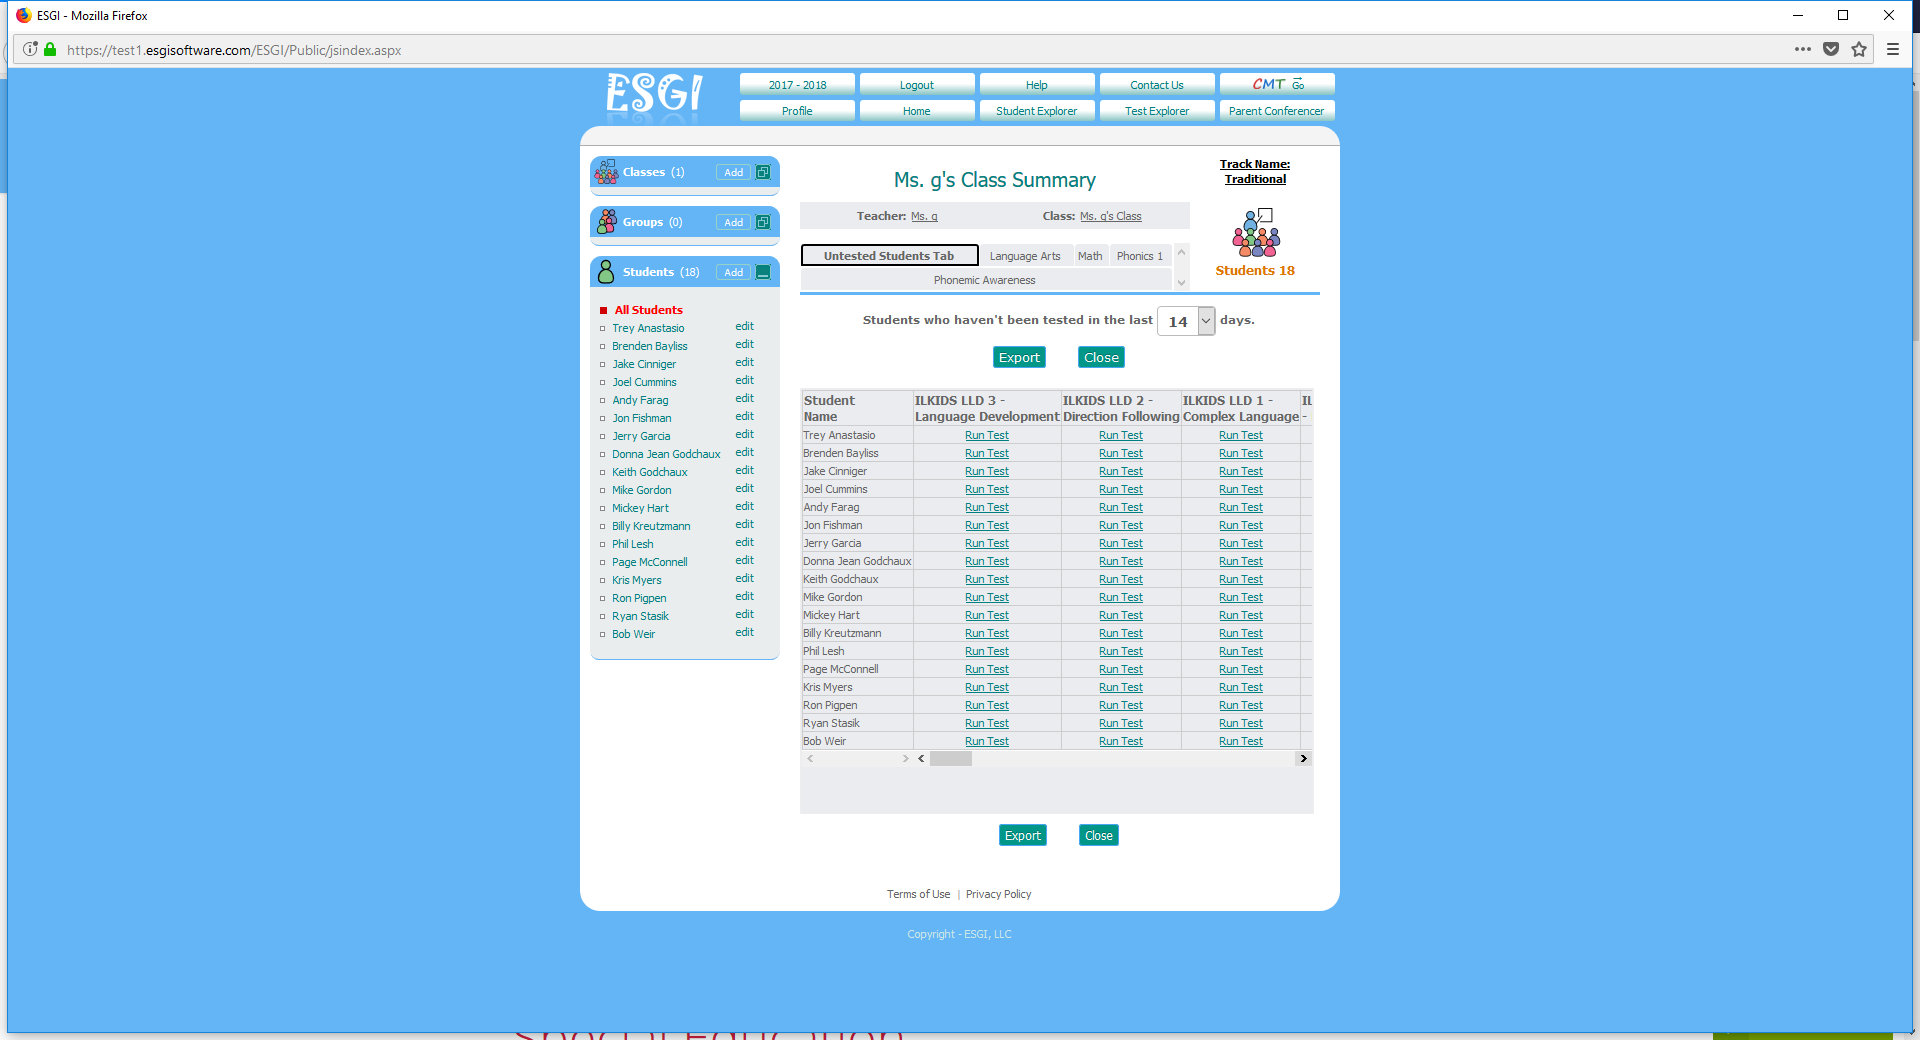 ESGI - Mozilla Firefox
https://test1.esgisoftware.com/ESGI/Public/jsindex.aspx
ESGI
2017 - 2018 Logout Help Contact Us CMT Go
Profile Home Student Explorer Test Explorer Parent Conferencer
Classes (1) Add
Groups (0) Add
Students (18) Add
All Students
Trey Anastasio edit
Brenden Bayliss edit
Jake Cinniger edit
Joel Cummins edit
Andy Farag edit
Jon Fishman edit
Jerry Garcia edit
Donna Jean Godchaux edit
Keith Godchaux edit
Mike Gordon edit
Mickey Hart edit
Billy Kreutzmann edit
Phil Lesh edit
Page McConnell edit
Kris Myers edit
Ron Pigpen edit
Ryan Stasik edit
Bob Weir edit
Ms. g's Class Summary
Track Name:
Traditional
Teacher: Ms. g Class: Ms. g's Class
Untested Students Tab Language Arts Math Phonics 1
Phonemic Awareness
Students 18
Students who haven't been tested in the last 14 days.
Export Close
Student ILKIDS LLD 3 - ILKIDS LLD 2 - ILKIDS LLD 1 -
Name Language Development Direction Following Complex Language -
Trey Anastasio Run Test Run Test Run Test
Brenden Bayliss Run Test Run Test Run Test
Jake Cinniger Run Test Run Test Run Test
Joel Cummins Run Test Run Test Run Test
Andy Farag Run Test Run Test Run Test
Jon Fishman Run Test Run Test Run Test
Jerry Garcia Run Test Run Test Run Test
Donna Jean Godchaux Run Test Run Test Run Test
Keith Godchaux Run Test Run Test Run Test
Mike Gordon Run Test Run Test Run Test
Mickey Hart Run Test Run Test Run Test
Billy Kreutzmann Run Test Run Test Run Test
Phil Lesh Run Test Run Test Run Test
Page McConnell Run Test Run Test Run Test
Kris Myers Run Test Run Test Run Test
Ron Pigpen Run Test Run Test Run Test
Ryan Stasik Run Test Run Test Run Test
Bob Weir Run Test Run Test Run Test
Export Close
Terms of Use | Privacy Policy
Copyright - ESGI, LLC